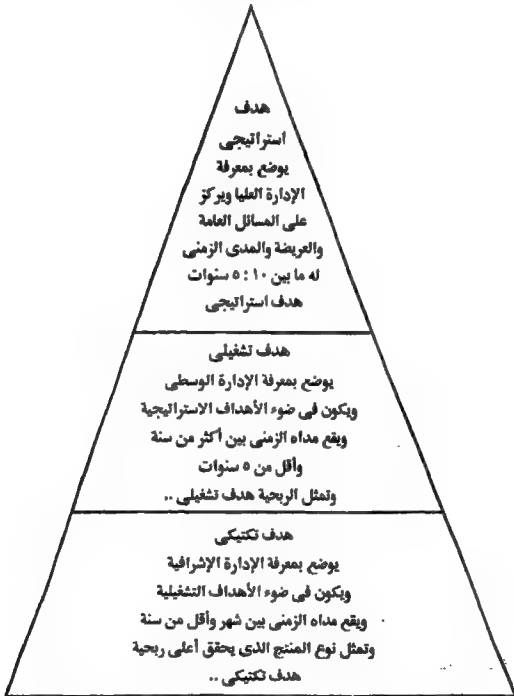 هدف
استراتيجى
يوضع بمعرفة
الإدارة العليا ويركز
على المسائل العامة
والعريضة والمدى الزمنى
له ما بين ١٠ : ٥ سنوات
هدف استراتيجى
هدف تشغيلى
يوضع بمعرفة الإدارة الوسطى
ويكون فى ضوء الأهداف الاستراتيجية
ويقع مداه الزمنى بين أكثر من سنة
وأقل من ٥ سنوات
وتمثل الربحية هدف تشغيلى ..
هدف تكتيكى
يوضع بمعرفة الإدارة الإشرافية
ويكون فى ضوء الأهداف التشغيلية
ويقع مداه الزمنى بين شهر وأقل من سنة
وتمثل نوع المنتج الذى يحقق أعلى ربحية
هدف تكتيكى ..